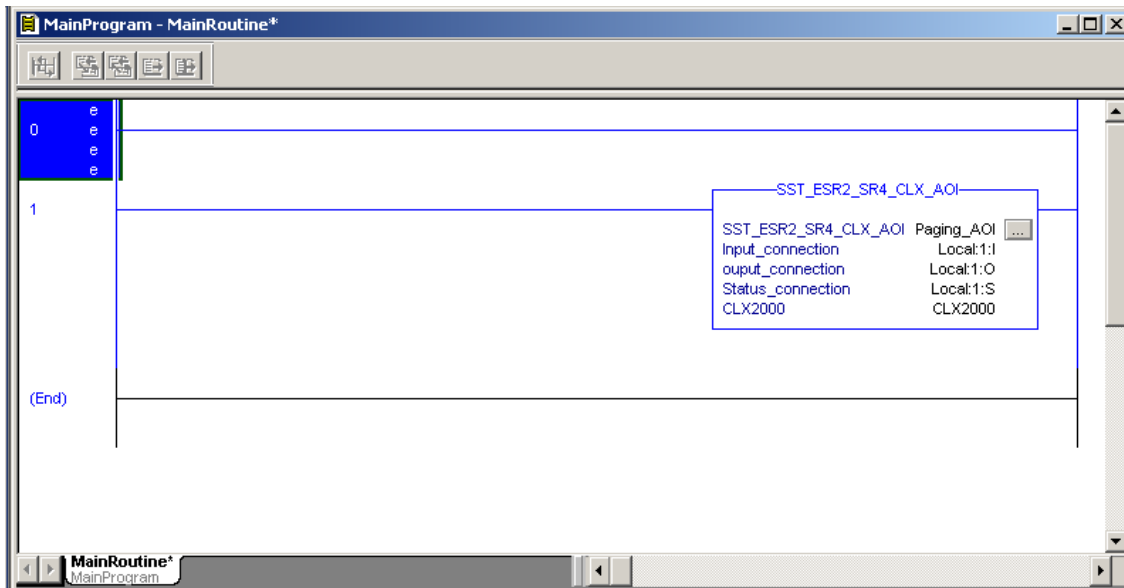 MainProgram - MainRoutine*
0
e
e
e
e
1
SST_ESR2_SR4_CLX_AOI
SST_ESR2_SR4_CLX_AOI Paging_AOI ...
Input_connection Local:1:I
ouput_connection Local:1:O
Status_connection Local:1:S
CLX2000 CLX2000
(End)
MainRoutine*
MainProgram